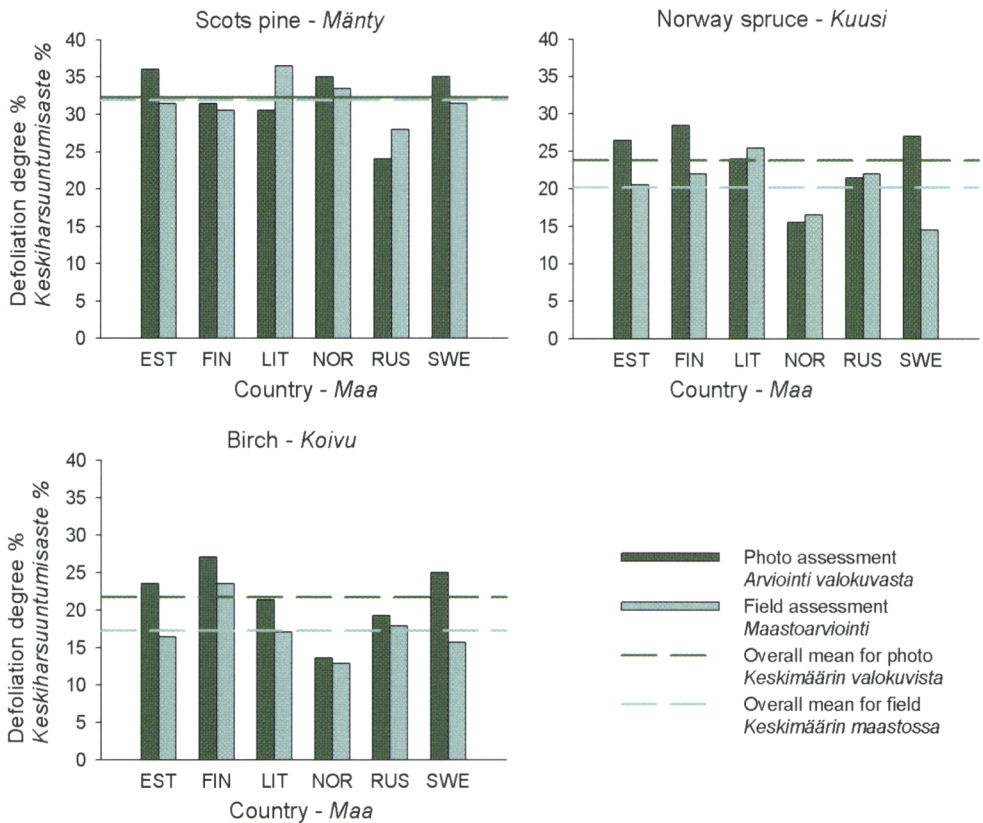 Scots pine - Mänty
Defoliation degree %
Keskiharsuuntumisaste %
40
35
30
25
20
15
10
5
0
EST FIN LIT NOR RUS SWE
Country - Maa
Norway spruce - Kuusi
40
35
30
25
20
15
10
5
0
EST FIN LIT NOR RUS SWE
Country - Maa
Birch - Koivu
Defoliation degree %
Keskiharsuuntumisaste %
40
35
30
25
20
15
10
5
0
EST FIN LIT NOR RUS SWE
Country - Maa
Photo assessment
Arviointi valokuvasta
Field assessment
Maastoarviointi
Overall mean for photo
Keskimäärin valokuvista
Overall mean for field
Keskimäärin maastossa